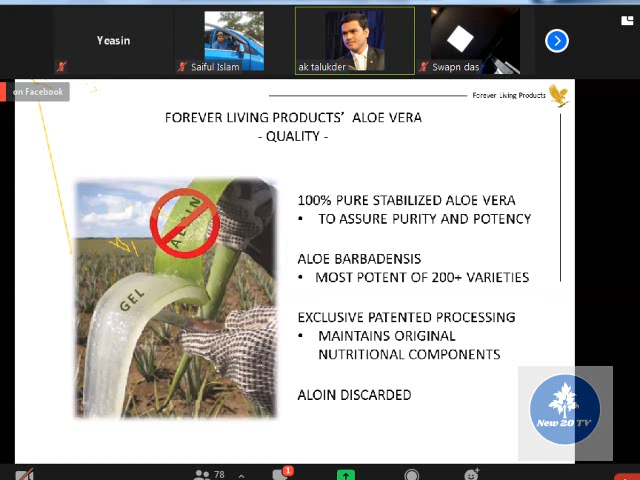 Yeasin
Saiful Islam
ak talukder
Swapn das
on Facebook
Forever Living Products
FOREVER LIVING PRODUCTS’ ALOE VERA
- QUALITY -
ALOIN
GEL
100% PURE STABILIZED ALOE VERA
• TO ASSURE PURITY AND POTENCY
ALOE BARBADENSIS
• MOST POTENT OF 200+ VARIETIES
EXCLUSIVE PATENTED PROCESSING
• MAINTAINS ORIGINAL
NUTRITIONAL COMPONENTS
ALOIN DISCARDED
New 20 TV
78
1